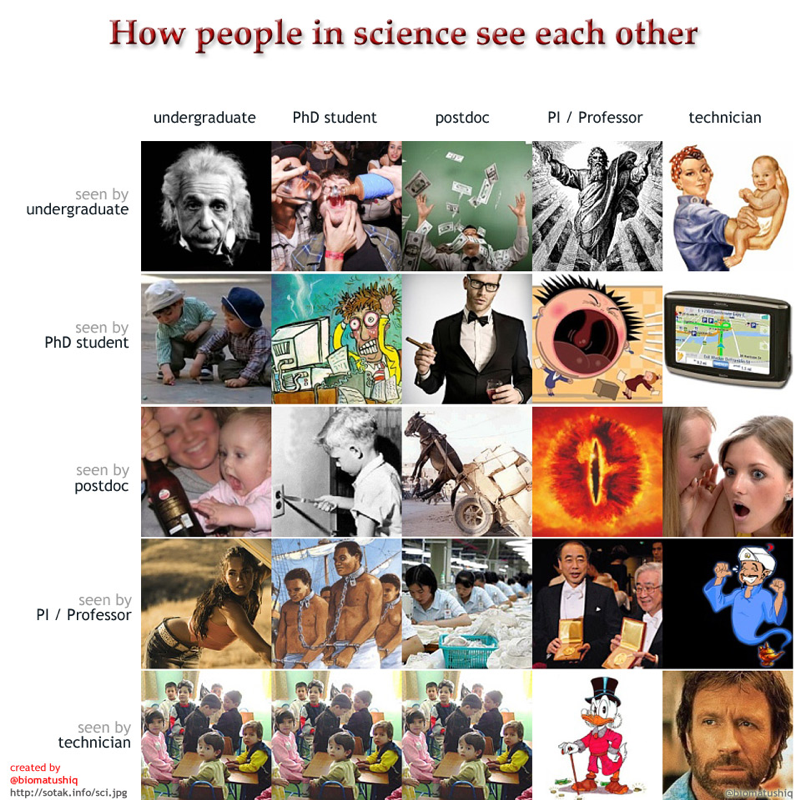 How people in science see each other
undergraduate PhD student postdoc PI / Professor technician
seen by
undergraduate
seen by
PhD student
seen by
postdoc
seen by
PI / Professor
seen by
technician
created by
@biomatushiq
http://sotak.info/sci.jpg
@biomatushiq